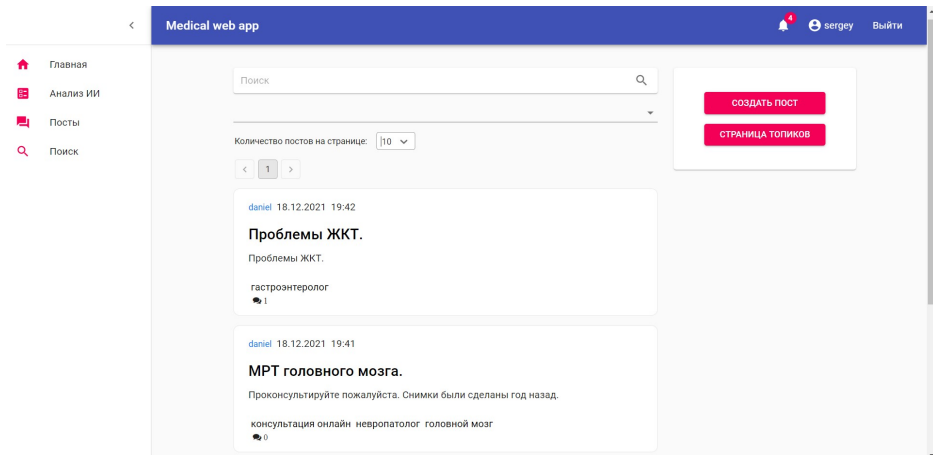 Medical web app
4
sergey
Выйти
Главная
Анализ ИИ
Посты
Поиск
Поиск
Количество постов на странице: 10
1
СОЗДАТЬ ПОСТ
СТРАНИЦА ТОПИКОВ
daniel 18.12.2021 19:42
Проблемы ЖКТ.
Проблемы ЖКТ.
гастроэнтеролог
1
daniel 18.12.2021 19:41
МРТ головного мозга.
Проконсультируйте пожалуйста. Снимки были сделаны год назад.
консультация онлайн невропатолог головной мозг
0